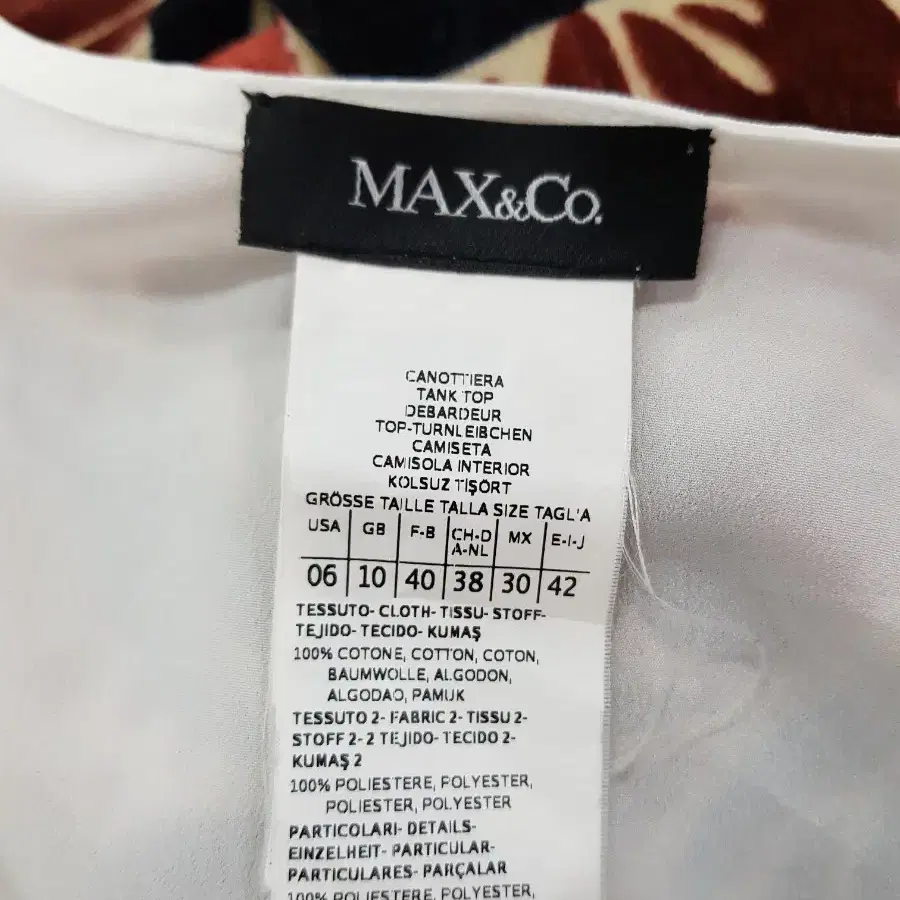 MAX&Co.
CANOTTIERA
TANK TOP
DEBARDEUR
TOP-TURNLEIBCHEN
CAMISETA
CAMISOLA INTERIOR
KOLSUZ TIŞÖRT
GRÖSSE TAILLE TALLA SIZE TAGL'A
USA GB F-B CH-D A-NL MX E-I-J
06 10 40 38 30 42
TESSUTO- CLOTH- TISSU- STOFF-
TEJIDO- TECIDO- KUMAŞ
100% COTONE, COTTON, COTON,
BAUMWOLLE, ALGODON,
ALGODAO, PAMUK
TESSUTO 2- FABRIC 2- TISSU 2-
STOFF 2- 2 TEJIDO- TECIDO 2-
KUMAŞ 2
100% POLIESTERE, POLYESTER,
POLIESTER, POLYESTER
PARTICOLARI- DETAILS-
EINZELHEIT- PARTICULAR-
PARTICULARES- PARÇALAR
100% POLIESTERE, POLYESTER,